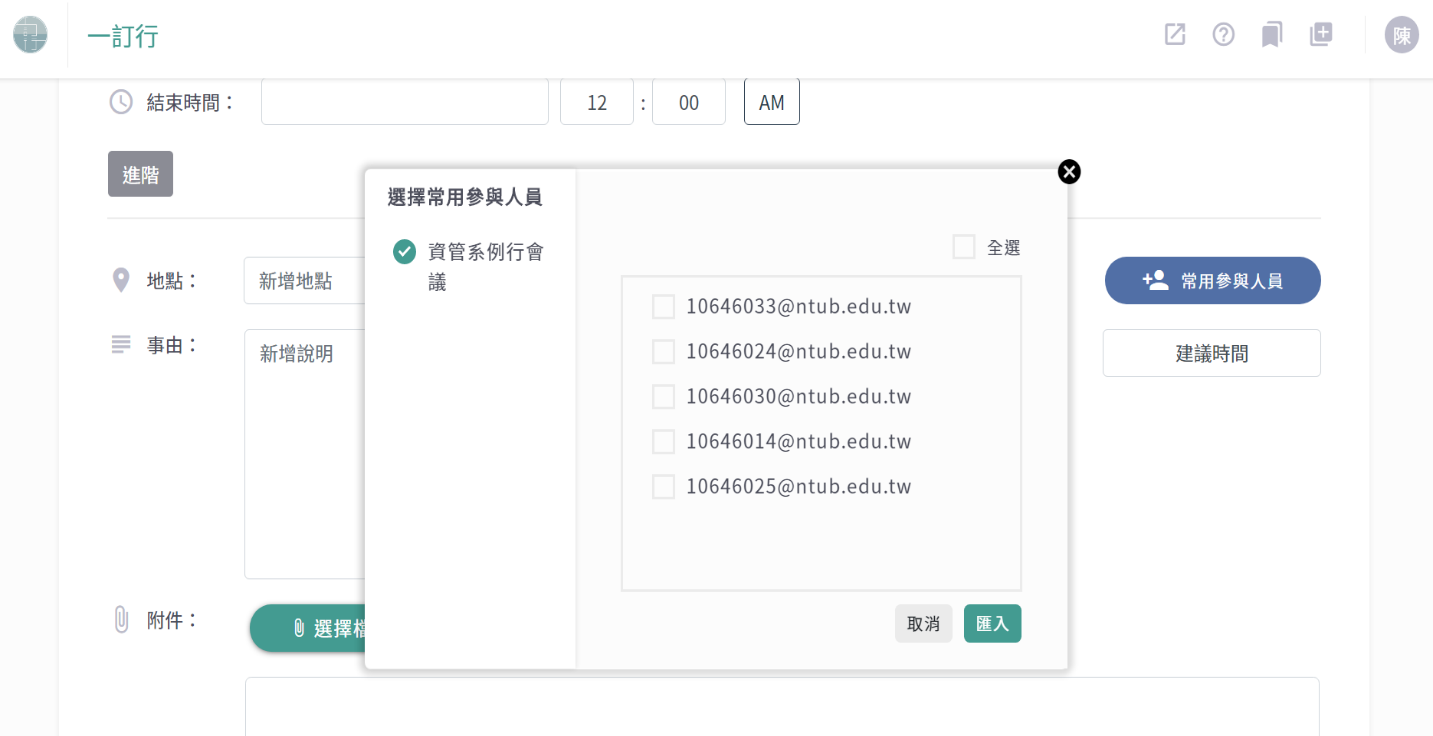 一訂行
陳
結束時間：
12 : 00 AM
進階
選擇常用參與人員
資管系例行會
議
全選
10646033@ntub.edu.tw
10646024@ntub.edu.tw
10646030@ntub.edu.tw
10646014@ntub.edu.tw
10646025@ntub.edu.tw
取消
匯入
地點：
新增地點
常用參與人員
事由：
新增說明
建議時間
附件：
選擇檔